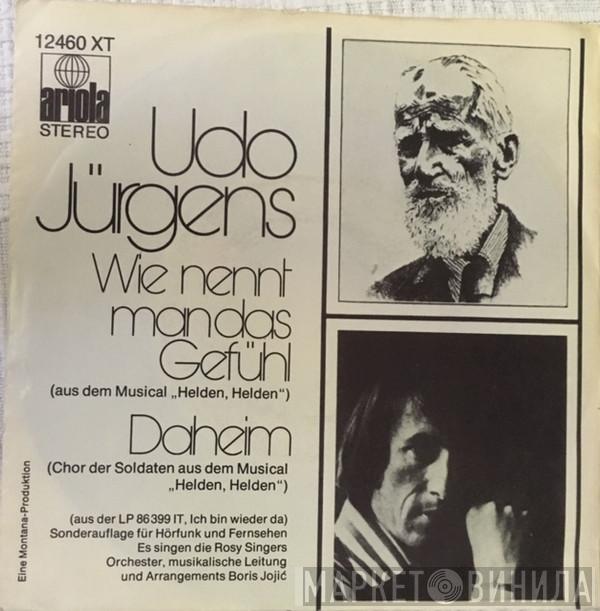 12460 XT
ariola
STEREO
Udo
Jürgens
Wie nennt
man das
Gefühl
(aus dem Musical „Helden, Helden“)
Daheim
(Chor der Soldaten aus dem Musical
„Helden, Helden“)
(aus der LP 86399 IT, Ich bin wieder da)
Sonderauflage für Hörfunk und Fernsehen
Es singen die Rosy Singers
Orchester, musikalische Leitung
und Arrangements Boris Jojić
Eine Montana-Produktion
МАРКЕТ ВИНИЛА